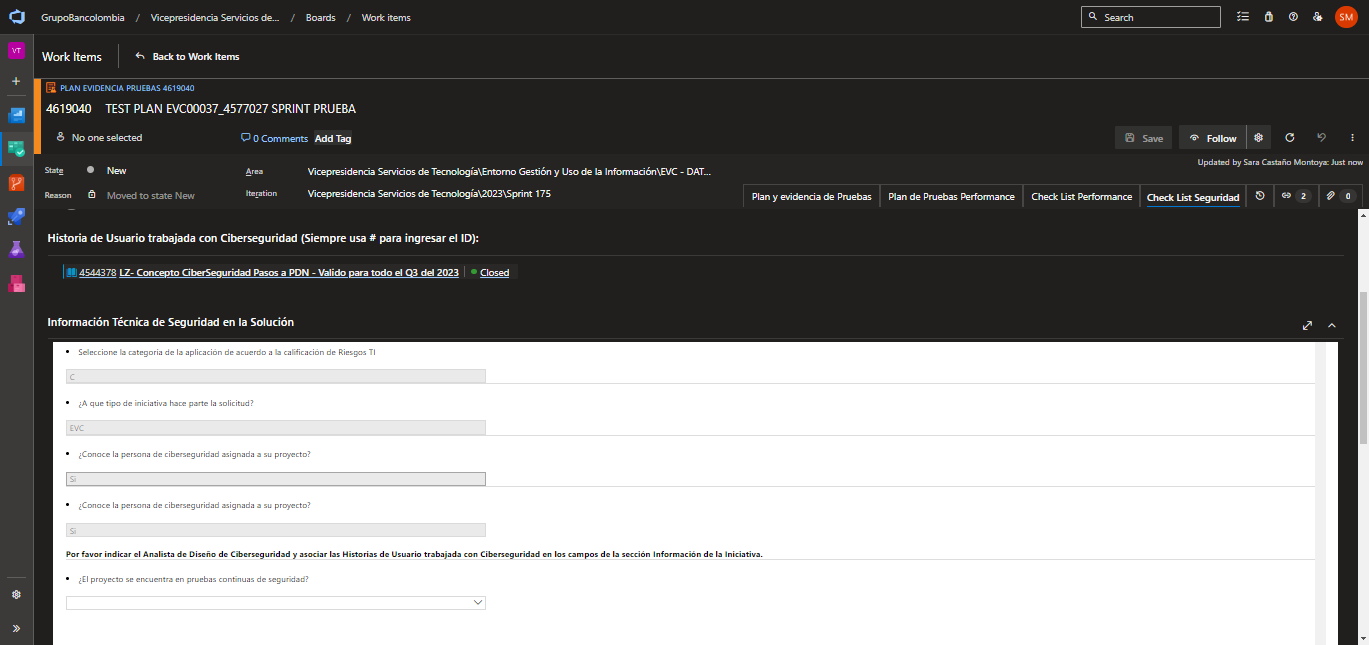 GrupoBancolombia / Vicepresidencia Servicios de... / Boards / Work items
Search
SM
VT
Work Items
Back to Work Items
PLAN EVIDENCIA PRUEBAS 4619040
4619040 TEST PLAN EVC00037_4577027 SPRINT PRUEBA
No one selected
0 Comments
Add Tag
Save
Follow
Updated by Sara Castaño Montoya: Just now
State New
Area Vicepresidencia Servicios de Tecnología\Entorno Gestión y Uso de la Información\EVC - DAT...
Reason Moved to state New
Iteration Vicepresidencia Servicios de Tecnología\2023\Sprint 175
Plan y evidencia de Pruebas
Plan de Pruebas Performance
Check List Performance
Check List Seguridad
2
0
Historia de Usuario trabajada con Ciberseguridad (Siempre usa # para ingresar el ID):
4544378 LZ- Concepto CiberSeguridad Pasos a PDN - Valido para todo el Q3 del 2023 Closed
Información Técnica de Seguridad en la Solución
• Seleccione la categoria de la aplicación de acuerdo a la calificación de Riesgos TI
C
• ¿A que tipo de iniciativa hace parte la solicitud?
EVC
• ¿Conoce la persona de ciberseguridad asignada a su proyecto?
Si
• ¿Conoce la persona de ciberseguridad asignada a su proyecto?
Si
Por favor indicar el Analista de Diseño de Ciberseguridad y asociar las Historias de Usuario trabajada con Ciberseguridad en los campos de la sección Información de la Iniciativa.
• ¿El proyecto se encuentra en pruebas continuas de seguridad?